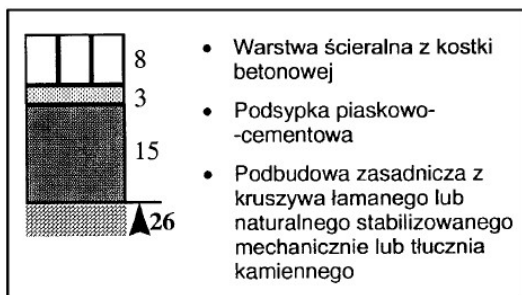 8
3
15
26
• Warstwa ścieralna z kostki
betonowej
• Podsypka piaskowo-
-cementowa
• Podbudowa zasadnicza z
kruszywa łamanego lub
naturalnego stabilizowanego
mechanicznie lub tłucznia
kamiennego